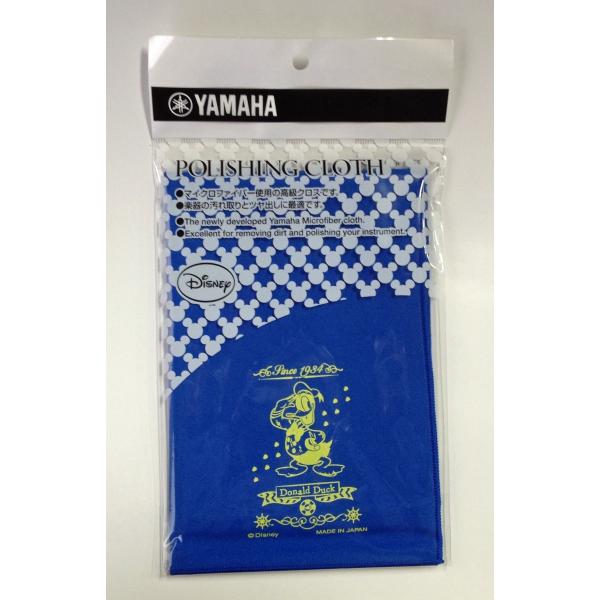 YAMAHA
POLISHING CLOTH
●マイクロファイバー使用の高級クロスです。
●楽器の汚れ取りとツヤ出しに最適です。
●The newly developed Yamaha Microfiber cloth.
●Excellent for removing dirt and polishing your instrument.
Disney
Since 1934
Donald Duck
©Disney MADE IN JAPAN